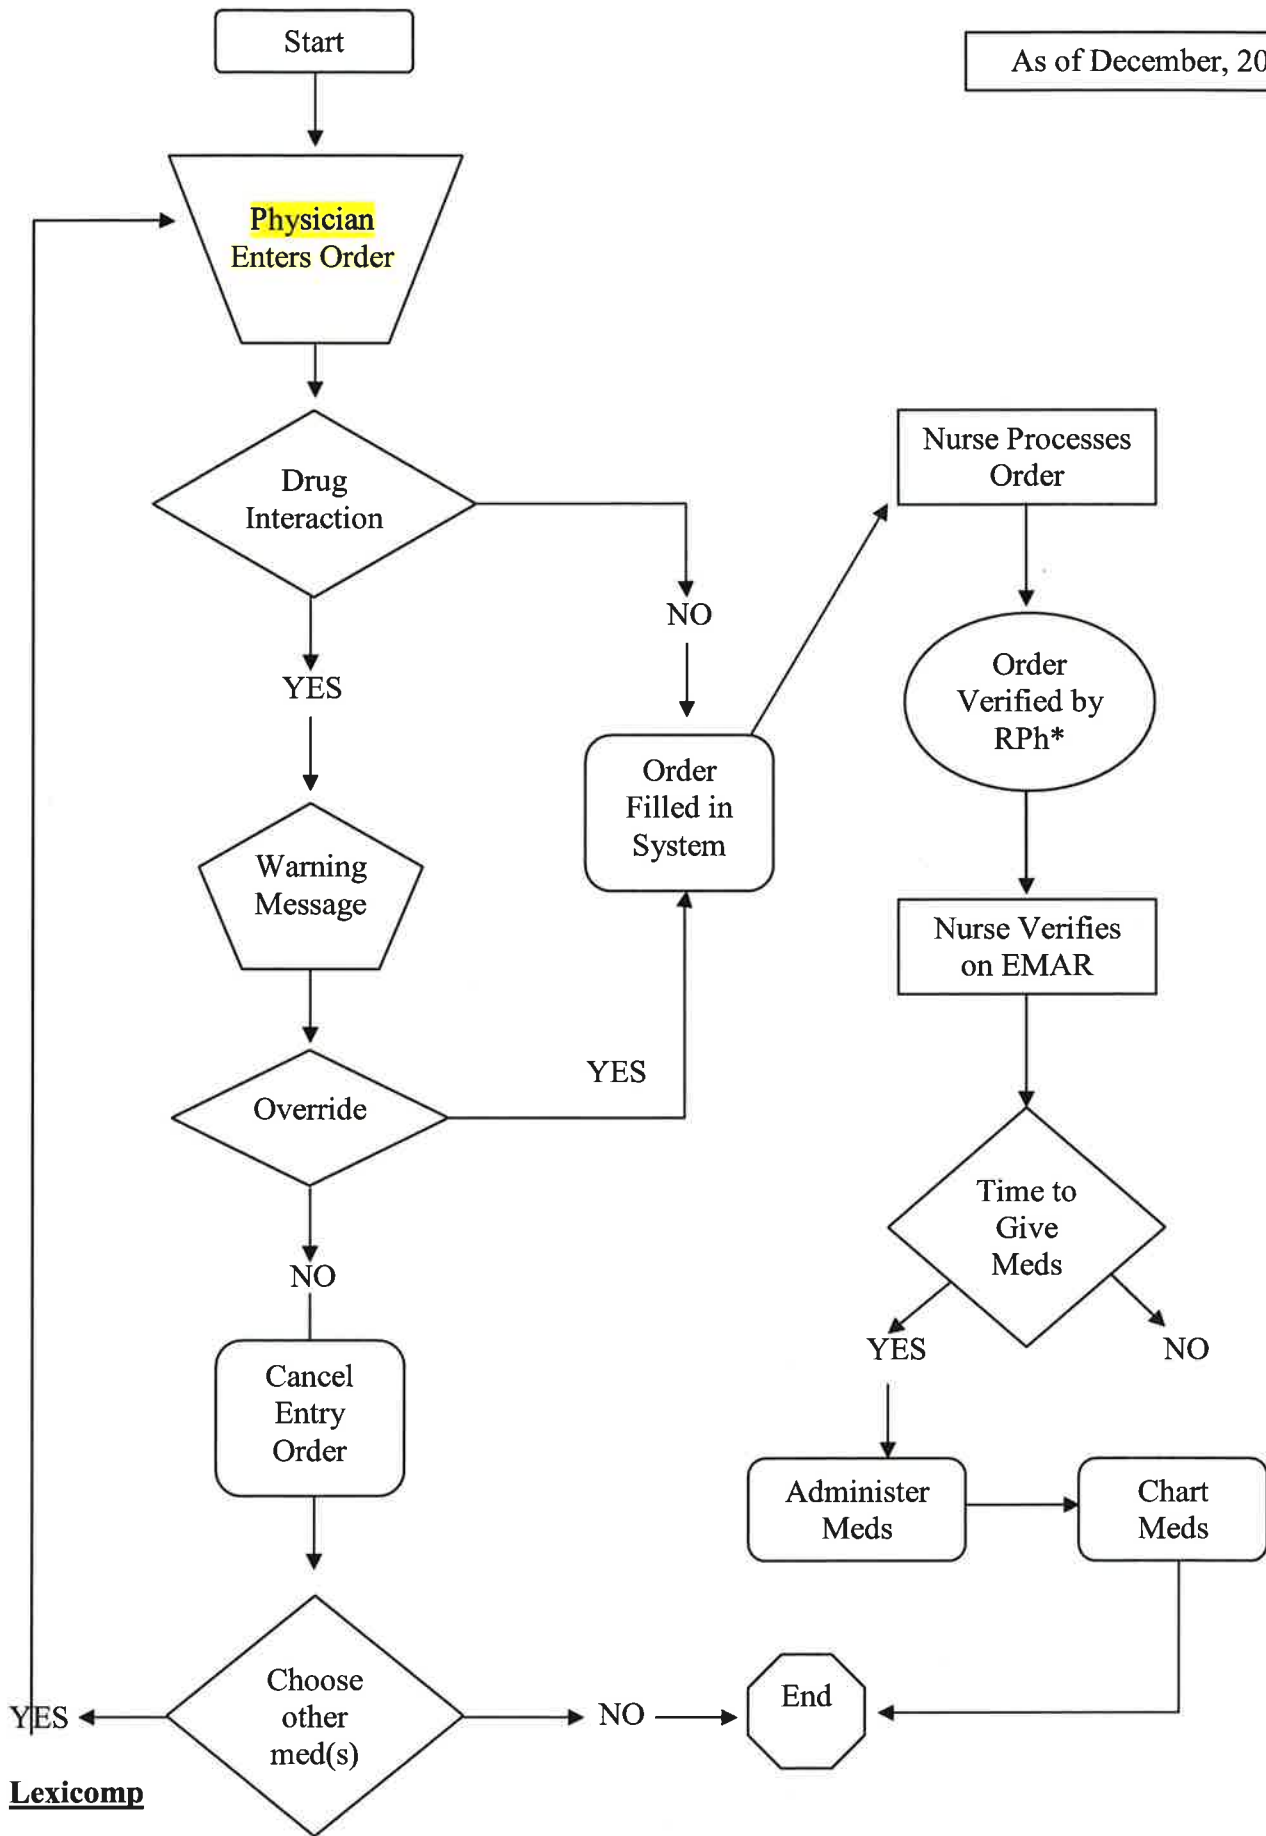 Start
As of December, 20
Physician
Enters Order
Drug
Interaction
NO
YES
Warning
Message
Override
YES
NO
Cancel
Entry
Order
Choose
other
med(s)
YES
NO
End
Order
Filled in
System
Nurse Processes
Order
Order
Verified by
RPh*
Nurse Verifies
on EMAR
Time to
Give
Meds
YES
NO
Administer
Meds
Chart
Meds
Lexicomp